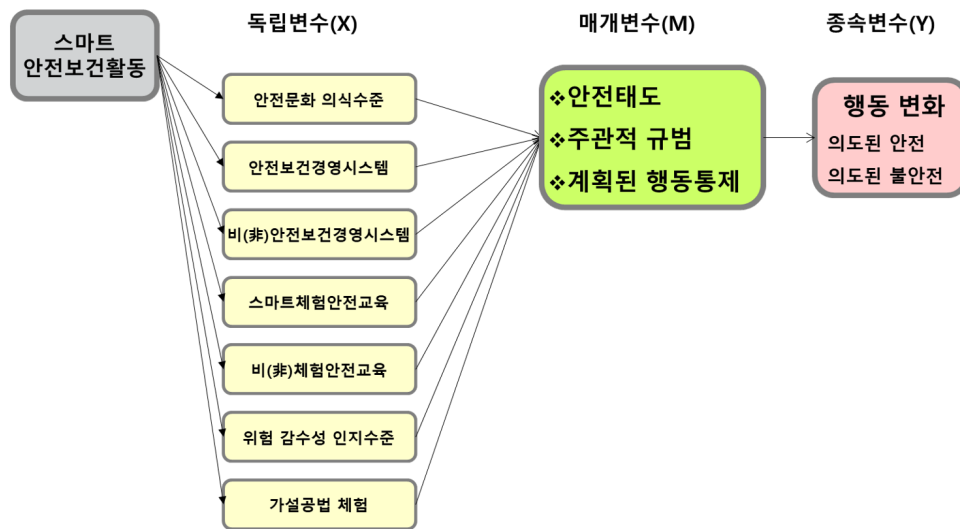 독립변수(X)
매개변수(M)
종속변수(Y)
스마트
안전보건활동
안전문화 의식수준
안전보건경영시스템
비(非)안전보건경영시스템
스마트체험안전교육
비(非)체험안전교육
위험 감수성 인지수준
가설공법 체험
❖안전태도
❖주관적 규범
❖계획된 행동통제
행동 변화
의도된 안전
의도된 불안전